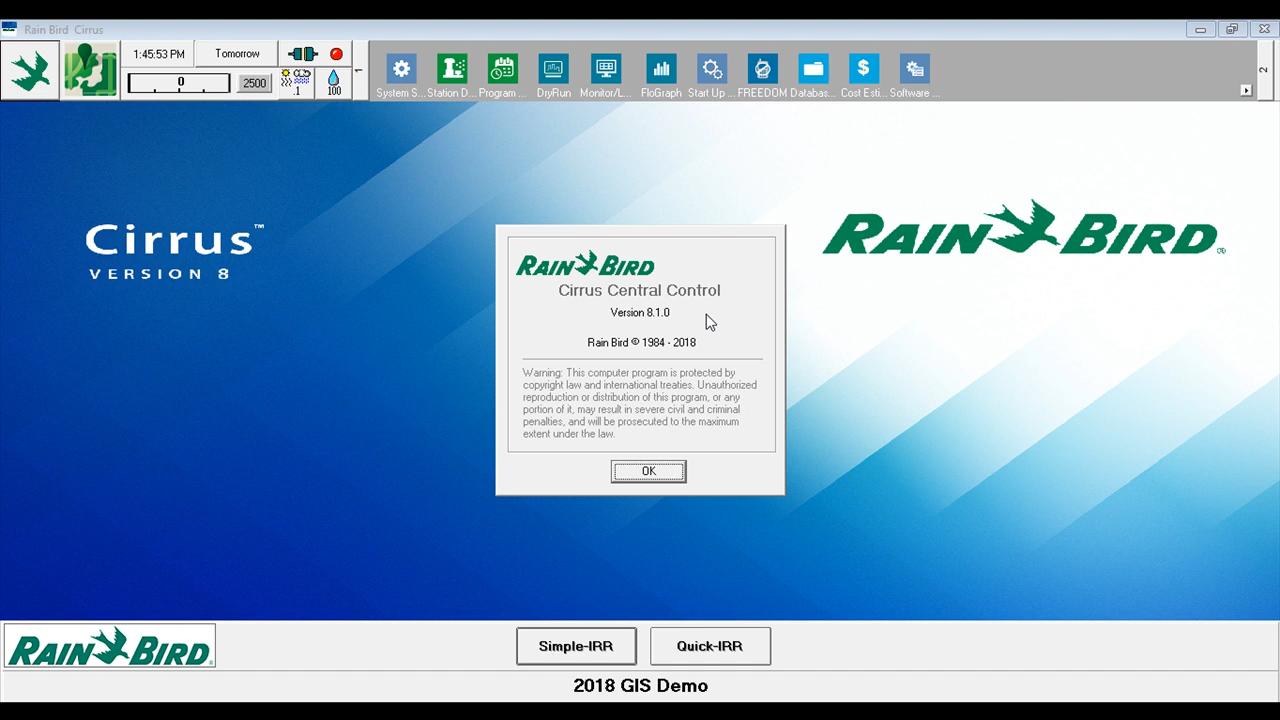 Rain Bird Cirrus
1:45:53 PM
Tomorrow
0
2500
.1
100
System S...
Station D...
Program ...
DryRun
Monitor/L...
FloGraph
Start Up ...
FREEDOM
Databas...
Cost Esti...
Software ...
2
Cirrus™
VERSION 8
RAIN BIRD®
RAIN BIRD
Cirrus Central Control
Version 8.1.0
Rain Bird © 1984 - 2018
Warning: This computer program is protected by
copyright law and international treaties. Unauthorized
reproduction or distribution of this program, or any
portion of it, may result in severe civil and criminal
penalties, and will be prosecuted to the maximum
extent under the law.
OK
RAIN BIRD
Simple-IRR
Quick-IRR
2018 GIS Demo